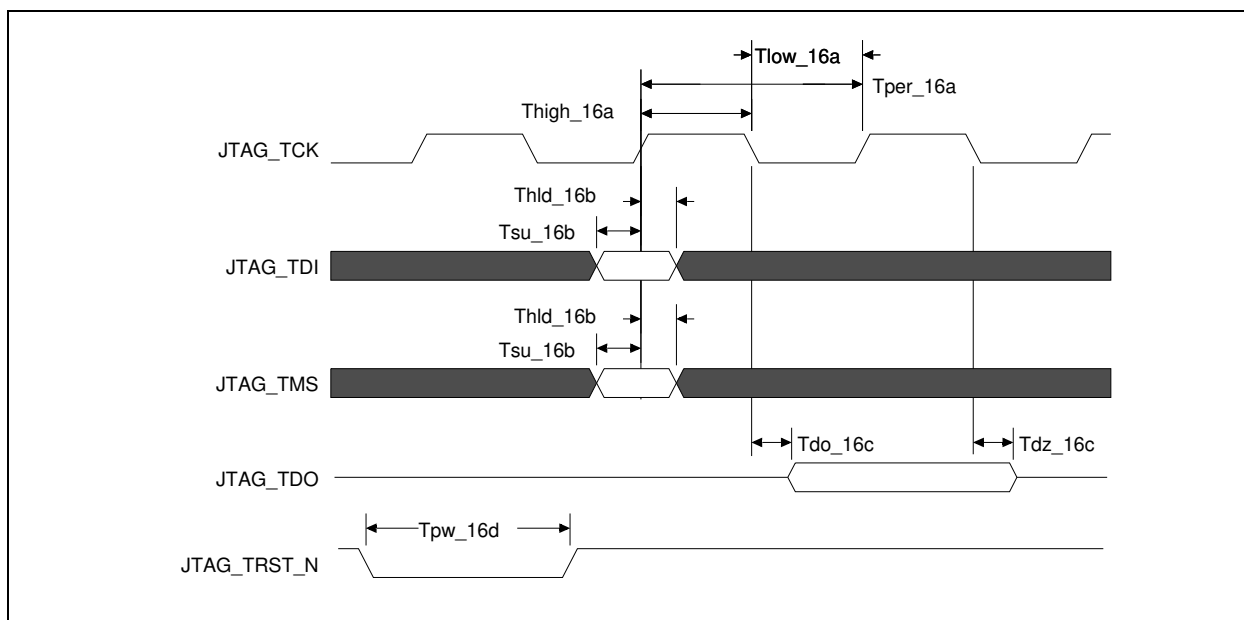 Tlow_16a
Tper_16a
Thigh_16a
JTAG_TCK
Thld_16b
Tsu_16b
JTAG_TDI
Thld_16b
Tsu_16b
JTAG_TMS
Tdo_16c
Tdz_16c
JTAG_TDO
Tpw_16d
JTAG_TRST_N